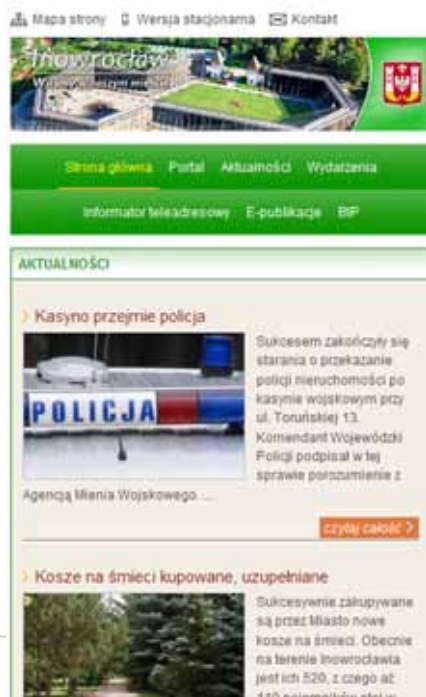 Mapa strony Wersja stacjonarna Kontakt
Inowrocław
Strona główna Portal Aktualności Wydarzenia
Informator teleadresowy E-publikacje BIP
AKTUALNOŚCI
Kasyno przejmie policja
POLICJA
Sukcesem zakończyły się
starania o przekazanie
policji nieruchomości po
kasynie wojskowym przy
ul. Toruńskiej 13.
Komendant Wojewódzki
Policji podpisał w tej
sprawie porozumienie z
Agencją Mienia Wojskowego. ...
czytaj całość >
Kosze na śmieci kupowane, uzupełniane
Sukcesywnie zakupywane
są przez Miasto nowe
kosze na śmieci. Obecnie
na terenie Inowrocławia
jest ich 520, z czego aż